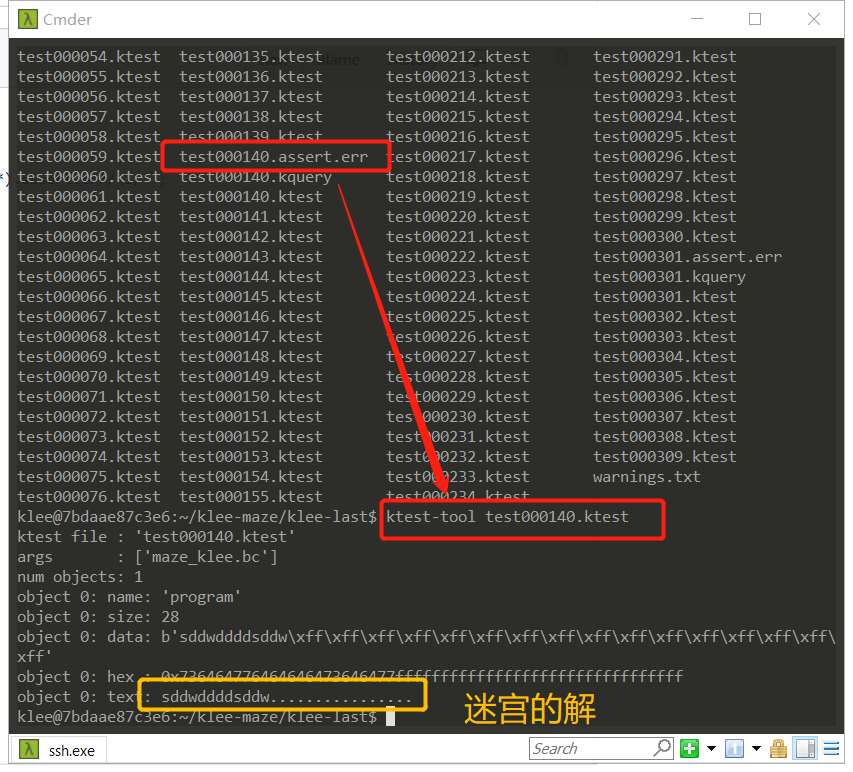 Cmder
test000054.ktest test000135.ktest test000212.ktest test000291.ktest
Blame
test000055.ktest test000136.ktest test000213.ktest test000292.ktest
test000056.ktest test000137.ktest test000214.ktest test000293.ktest
test000057.ktest test000138.ktest test000215.ktest test000294.ktest
test000058.ktest test000139.ktest test000216.ktest test000295.ktest
test000059.ktest test000140.assert.err test000217.ktest test000296.ktest
*) test000060.ktest test000140.kquery test000218.ktest test000297.ktest
test000061.ktest test000140.ktest test000219.ktest test000298.ktest
test000062.ktest test000141.ktest test000220.ktest test000299.ktest
test000063.ktest test000142.ktest test000221.ktest test000300.ktest
test000064.ktest test000143.ktest test000222.ktest test000301.assert.err
test000065.ktest test000144.ktest test000223.ktest test000301.kquery
test000066.ktest test000145.ktest test000224.ktest test000301.ktest
test000067.ktest test000146.ktest test000225.ktest test000302.ktest
test000068.ktest test000147.ktest test000226.ktest test000303.ktest
test000069.ktest test000148.ktest test000227.ktest test000304.ktest
test000070.ktest test000149.ktest test000228.ktest test000305.ktest
test000071.ktest test000150.ktest test000229.ktest test000306.ktest
test000072.ktest test000151.ktest test000230.ktest test000307.ktest
test000073.ktest test000152.ktest test000231.ktest test000308.ktest
test000074.ktest test000153.ktest test000232.ktest test000309.ktest
test000075.ktest test000154.ktest test000233.ktest warnings.txt
test000076.ktest test000155.ktest test000234.ktest
klee@7bdaae87c3e6:~/klee-maze/klee-last$ ktest-tool test000140.ktest
ktest file : 'test000140.ktest'
args : ['maze_klee.bc']
num objects: 1
object 0: name: 'program'
object 0: size: 28
object 0: data: b'sddwddddsddw\xff\xff\xff\xff\xff\xff\xff\xff\xff\xff\xff\xff\xff\xff\xff\
xff'
object 0: hex : 0x736464776464646473646477ffffffffffffffffffffffffffffffff
object 0: text: sddwddddsddw................
迷宫的解
klee@7bdaae87c3e6:~/klee-maze/klee-last$
ssh.exe
Search